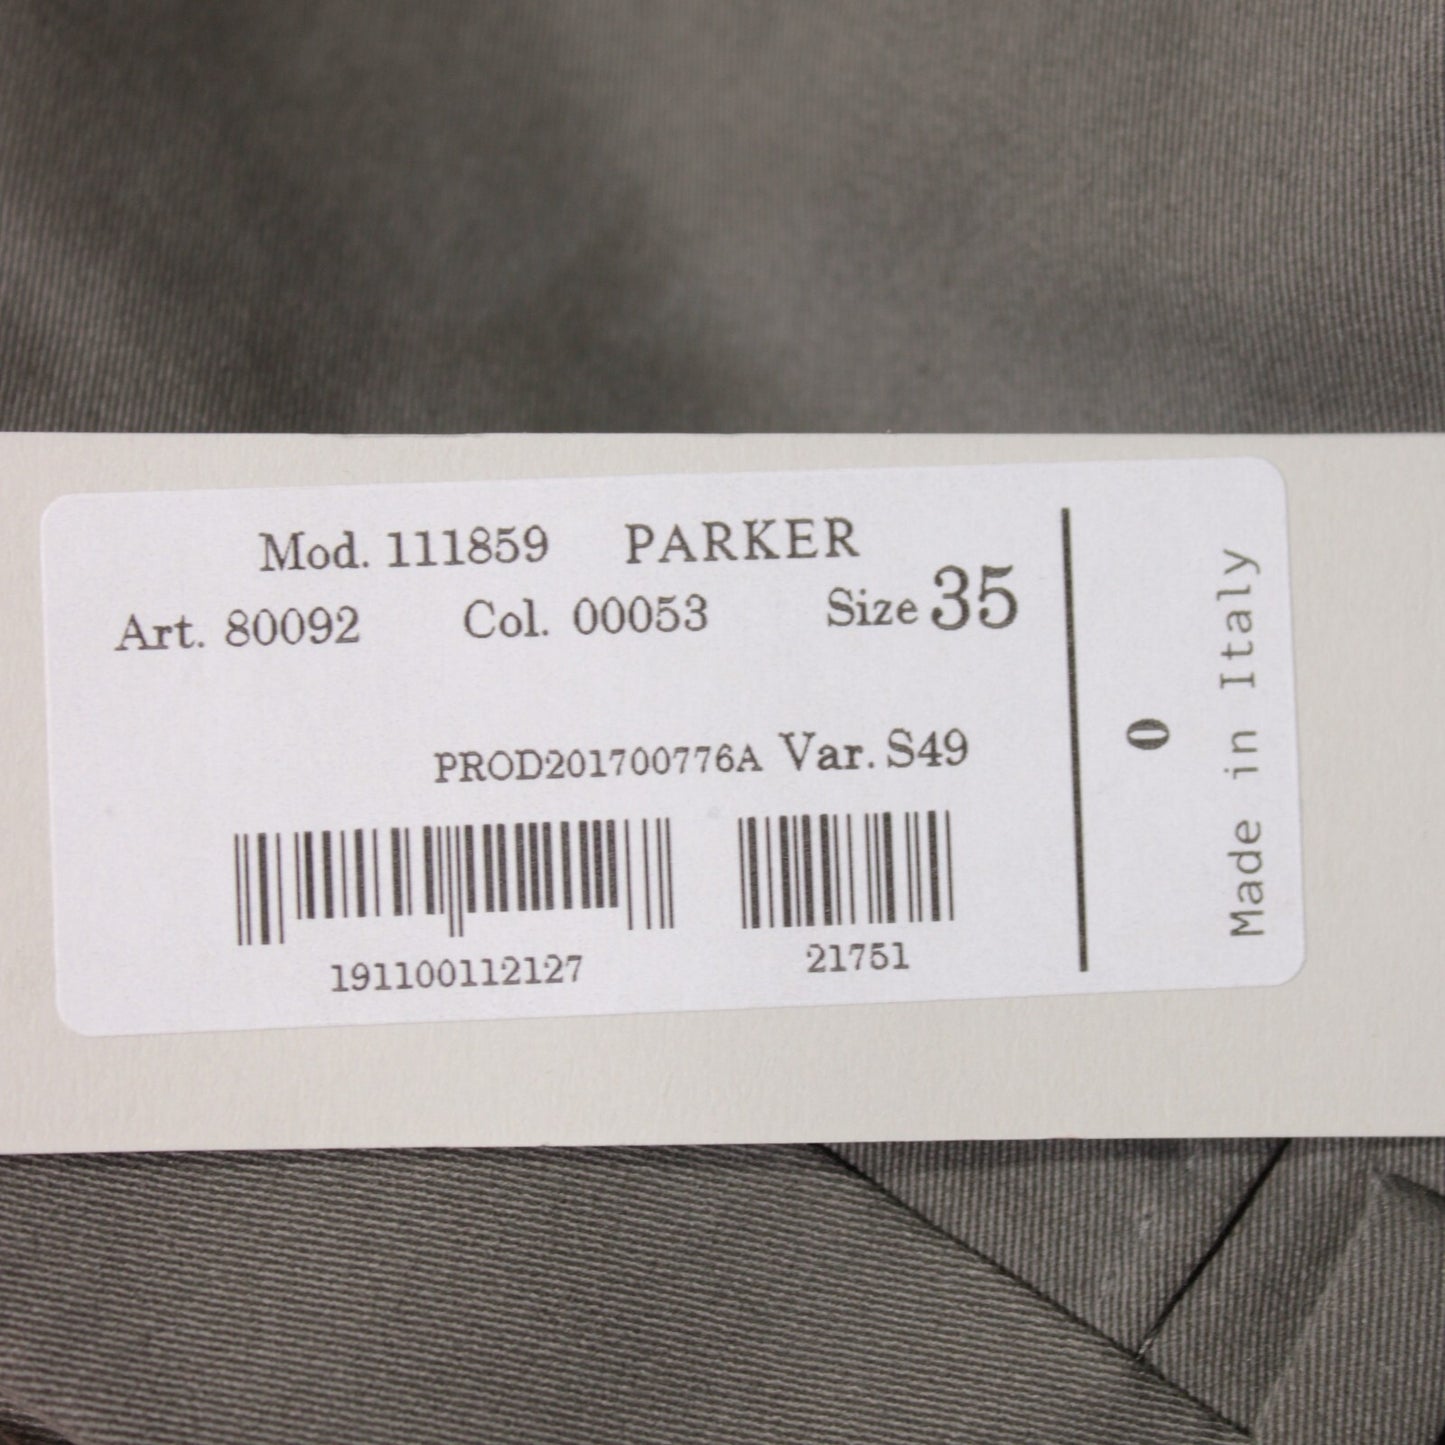 Mod. 111859 PARKER
Art. 80092 Col. 00053 Size 35
PROD201700776A Var. S49
191100112127 21751
0
Made in Italy